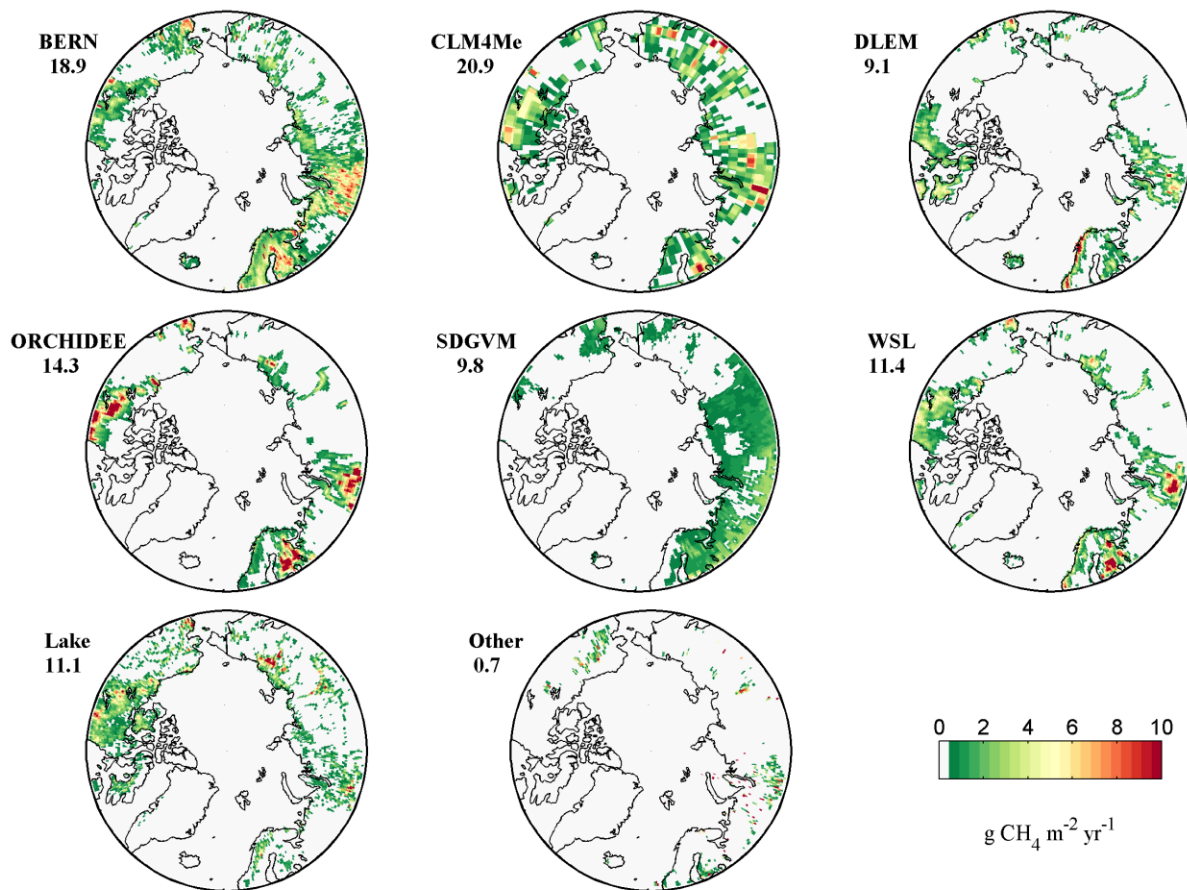 BERN
18.9
CLM4Me
20.9
DLEM
9.1
ORCHIDEE
14.3
SDGVM
9.8
WSL
11.4
Lake
11.1
Other
0.7
0 2 4 6 8 10
g CH₄ m⁻² yr⁻¹